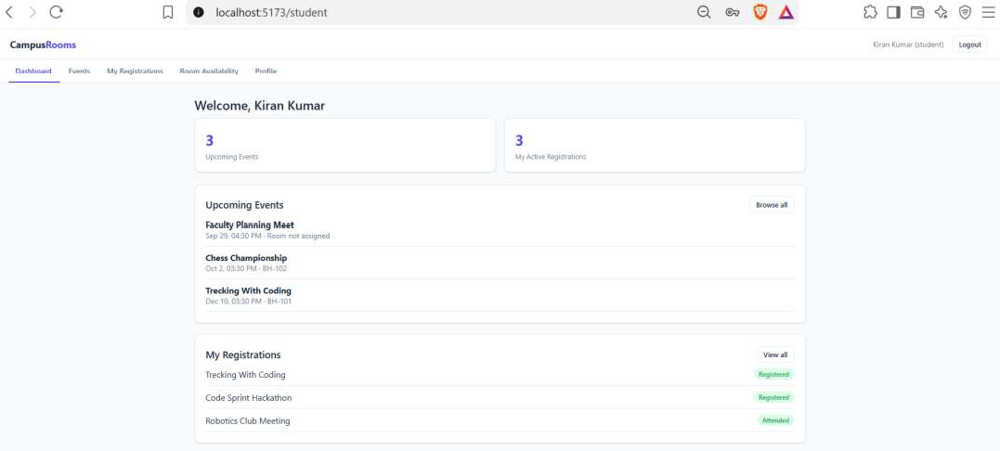 localhost:5173/student
CampusRooms
Kiran Kumar (student)
Logout
Dashboard Events My Registrations Room Availability Profile
Welcome, Kiran Kumar
3
Upcoming Events
3
My Active Registrations
Upcoming Events
Browse all
Faculty Planning Meet
Sep 29, 04:30 PM · Room not assigned
Chess Championship
Oct 2, 03:30 PM · BH-102
Trecking With Coding
Dec 10, 03:30 PM · BH-101
My Registrations
View all
Trecking With Coding
Registered
Code Sprint Hackathon
Registered
Robotics Club Meeting
Attended